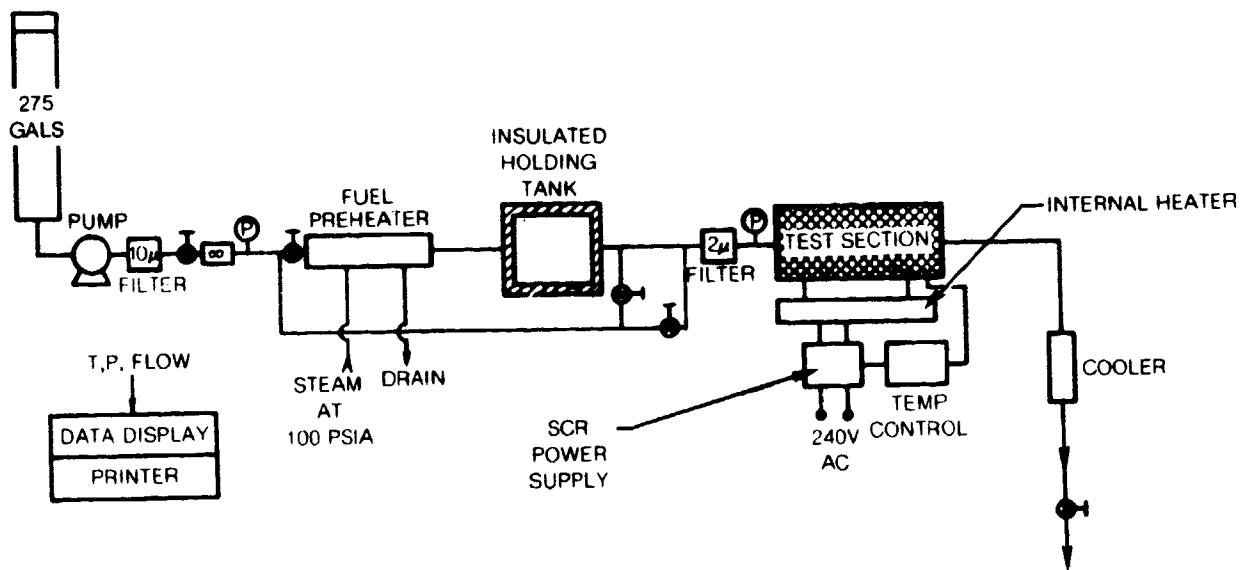 275
GALS
PUMP
10μ
FILTER
∞
P
FUEL
PREHEATER
INSULATED
HOLDING
TANK
STEAM
AT
100 PSIA
DRAIN
2μ
FILTER
P
TEST SECTION
INTERNAL HEATER
SCR
POWER
SUPPLY
240V
AC
TEMP
CONTROL
COOLER
T,P, FLOW
DATA DISPLAY
PRINTER